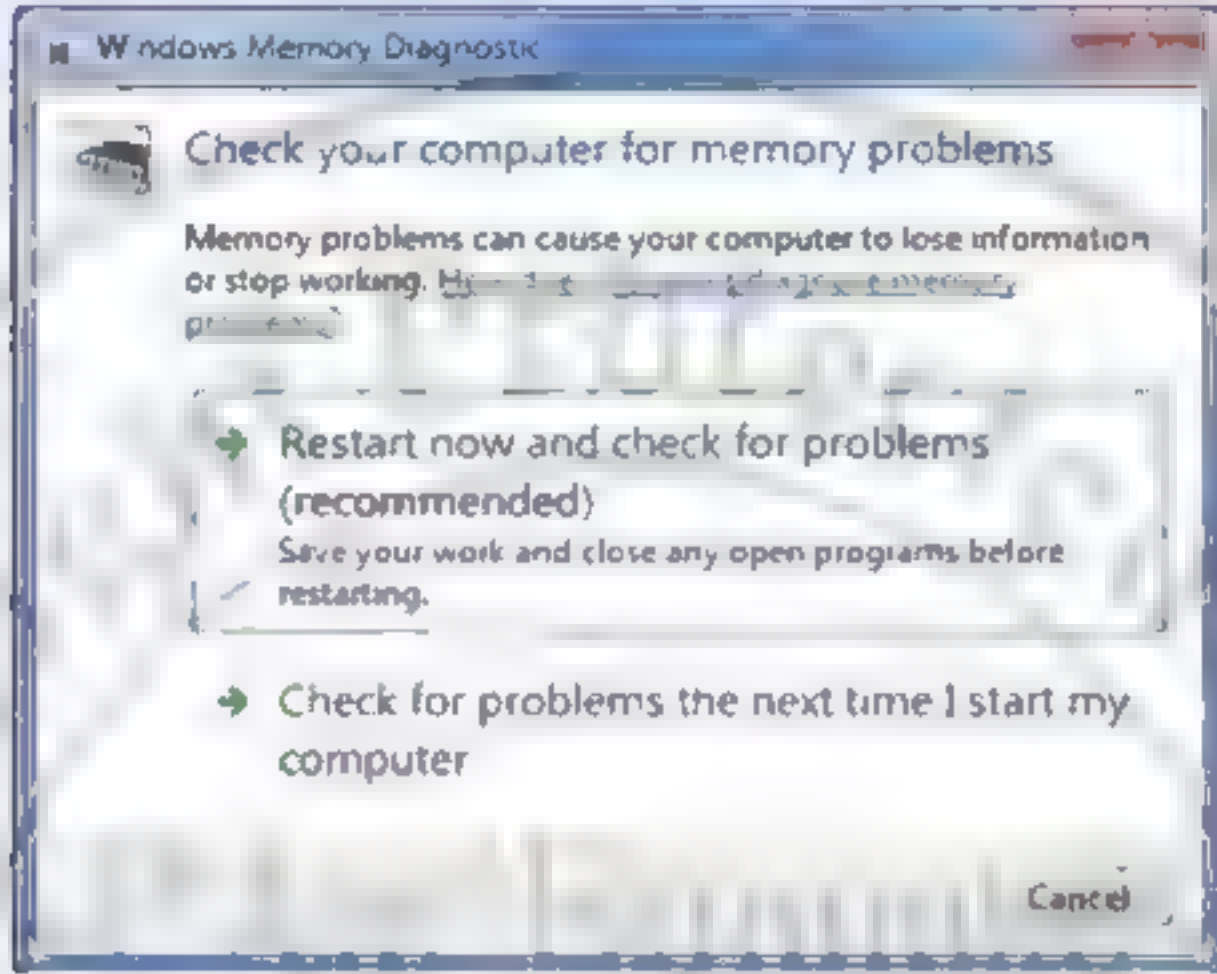 Windows Memory Diagnostic
Check your computer for memory problems
Memory problems can cause your computer to lose information
or stop working.
Restart now and check for problems
(recommended)
Save your work and close any open programs before
restarting.
Check for problems the next time I start my
computer
Cancel